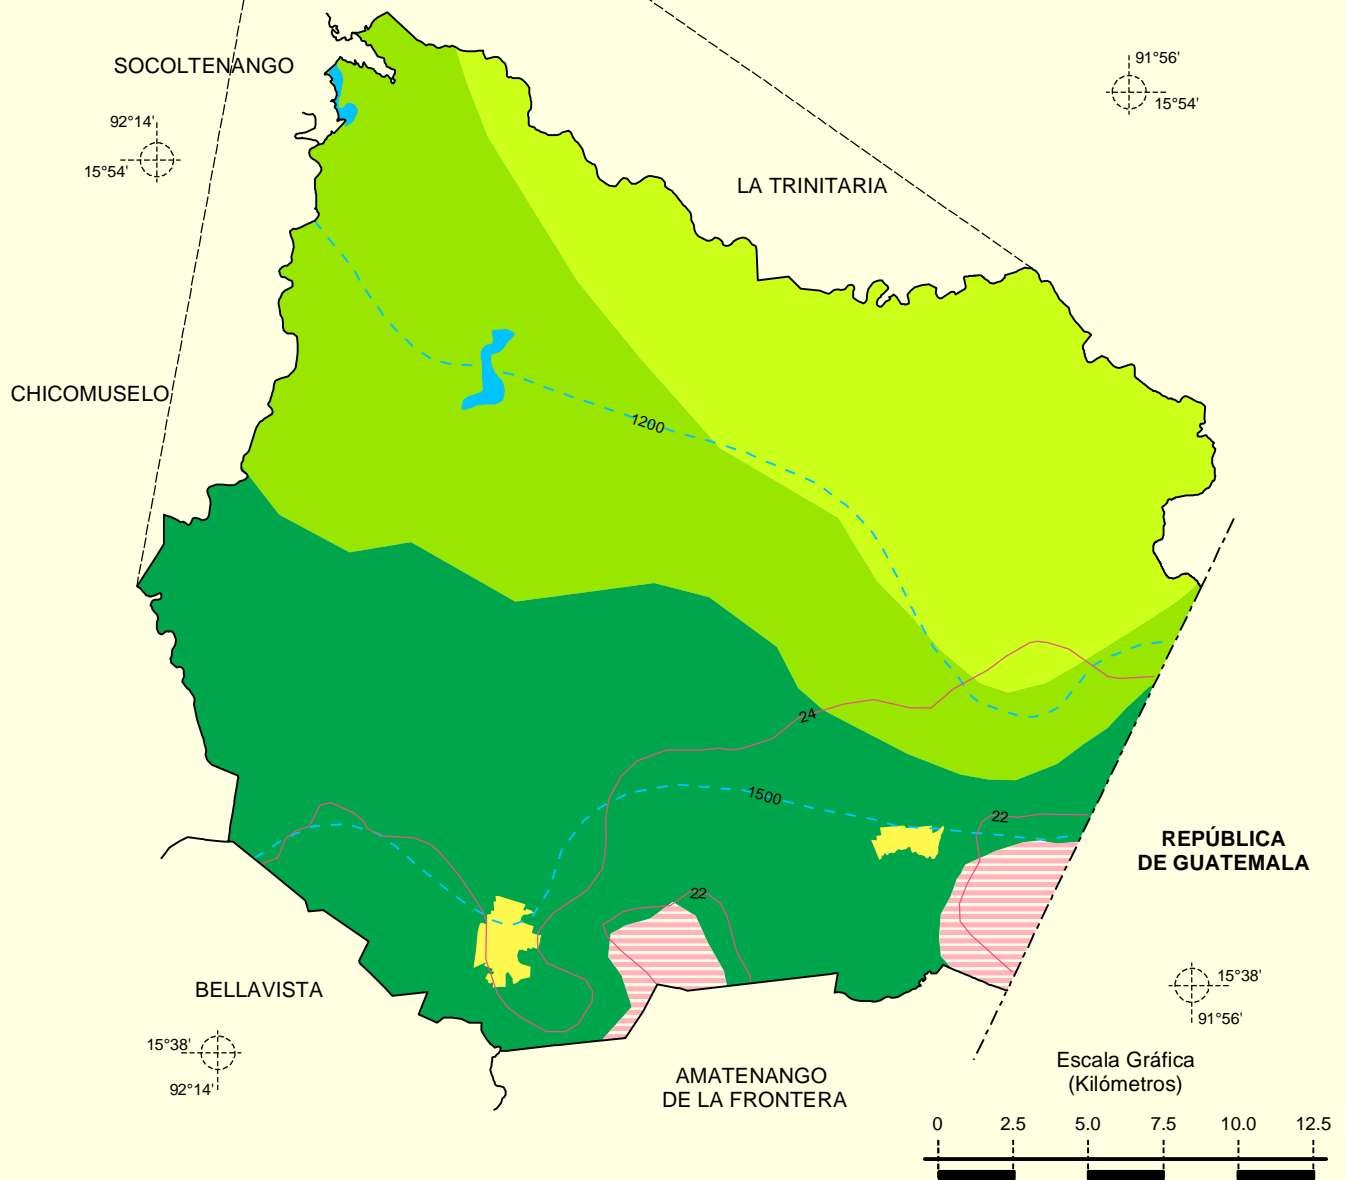 SOCOLTENANGO
91°56'
15°54'
92°14'
15°54'
LA TRINITARIA
CHICOMUSELO
1200
24
1500
22
REPÚBLICA
DE GUATEMALA
22
BELLAVISTA
15°38'
91°56'
15°38'
92°14'
AMATENANGO
DE LA FRONTERA
Escala Gráfica
(Kilómetros)
0 2.5 5.0 7.5 10.0 12.5